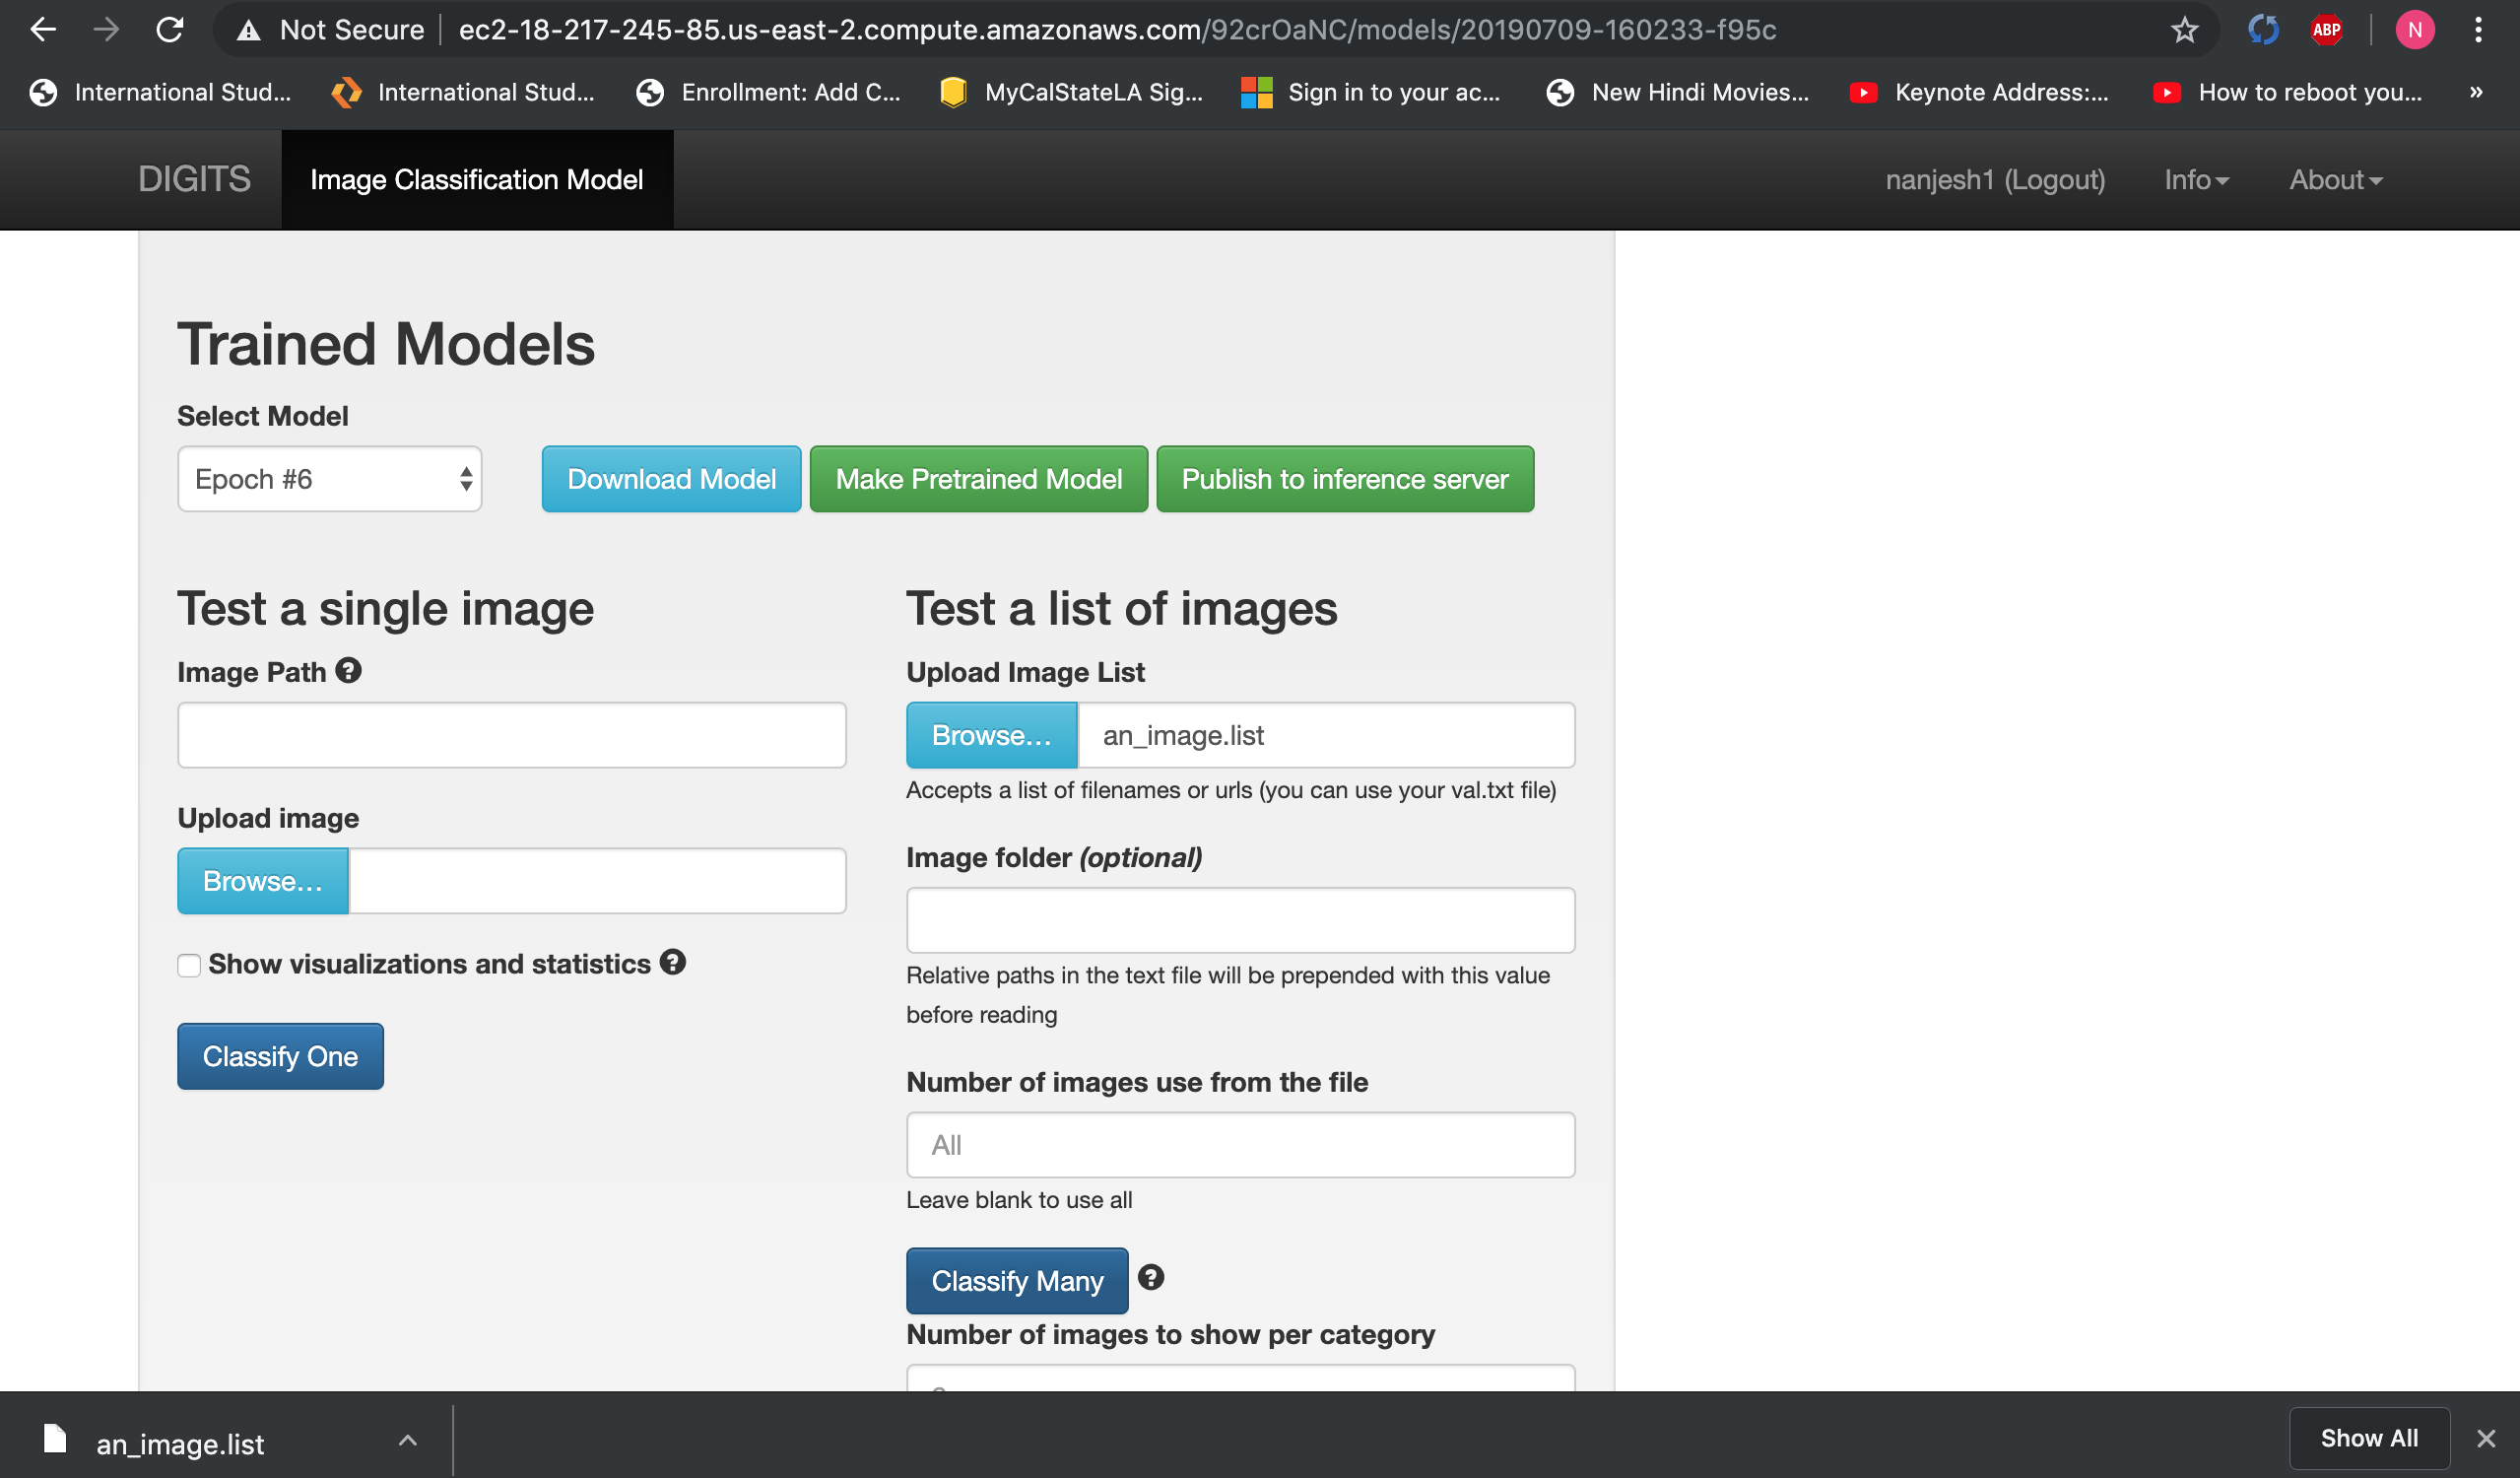 Not Secure
ec2-18-217-245-85.us-east-2.compute.amazonaws.com/92crOaNC/models/20190709-160233-f95c
ABP
N
International Stud...
International Stud...
Enrollment: Add C...
MyCalStateLA Sig...
Sign in to your ac...
New Hindi Movies...
Keynote Address:...
How to reboot you...
»
DIGITS
Image Classification Model
nanjesh1 (Logout)
Info
About
Trained Models
Select Model
Epoch #6
Download Model
Make Pretrained Model
Publish to inference server
Test a single image
Image Path ?
Upload image
Browse...
Show visualizations and statistics ?
Classify One
Test a list of images
Upload Image List
Browse...
an_image.list
Accepts a list of filenames or urls (you can use your val.txt file)
Image folder (optional)
Relative paths in the text file will be prepended with this value
before reading
Number of images use from the file
All
Leave blank to use all
Classify Many ?
Number of images to show per category
an_image.list
Show All